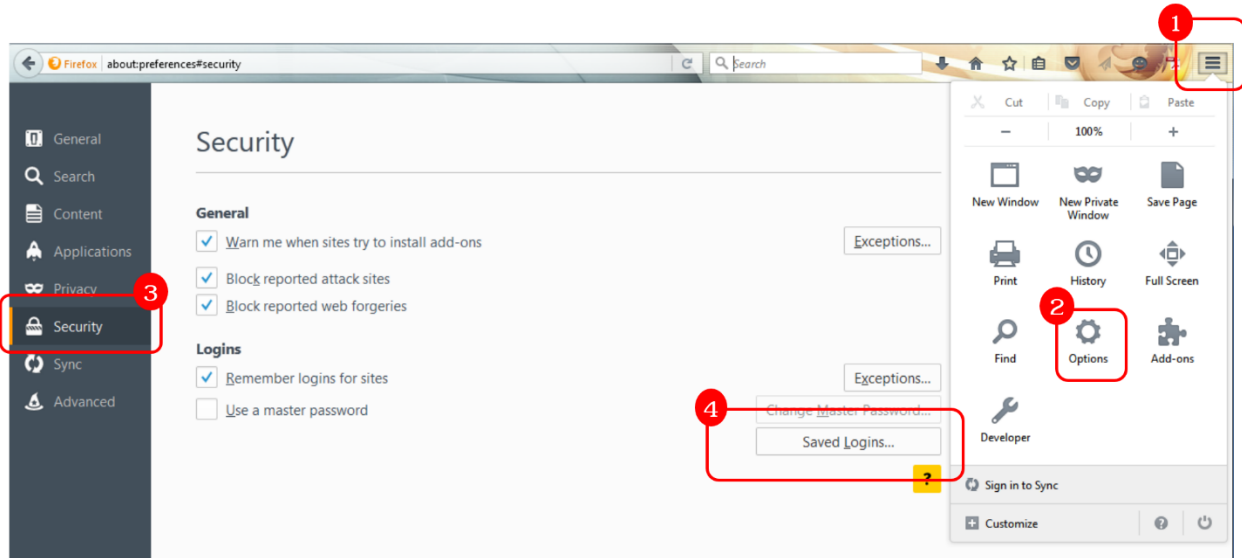 1
Firefox about:preferences#security
Search
General
Search
Content
Applications
Privacy
3
Security
Sync
Advanced
Security
General
Warn me when sites try to install add-ons
Exceptions...
Block reported attack sites
Block reported web forgeries
Logins
Remember logins for sites
Exceptions...
Use a master password
4
Change Master Password...
Saved Logins...
?
Cut Copy Paste
− 100% +
New Window New Private Window Save Page
Print History Full Screen
2
Find Options Add-ons
Developer
Sign in to Sync
Customize
?